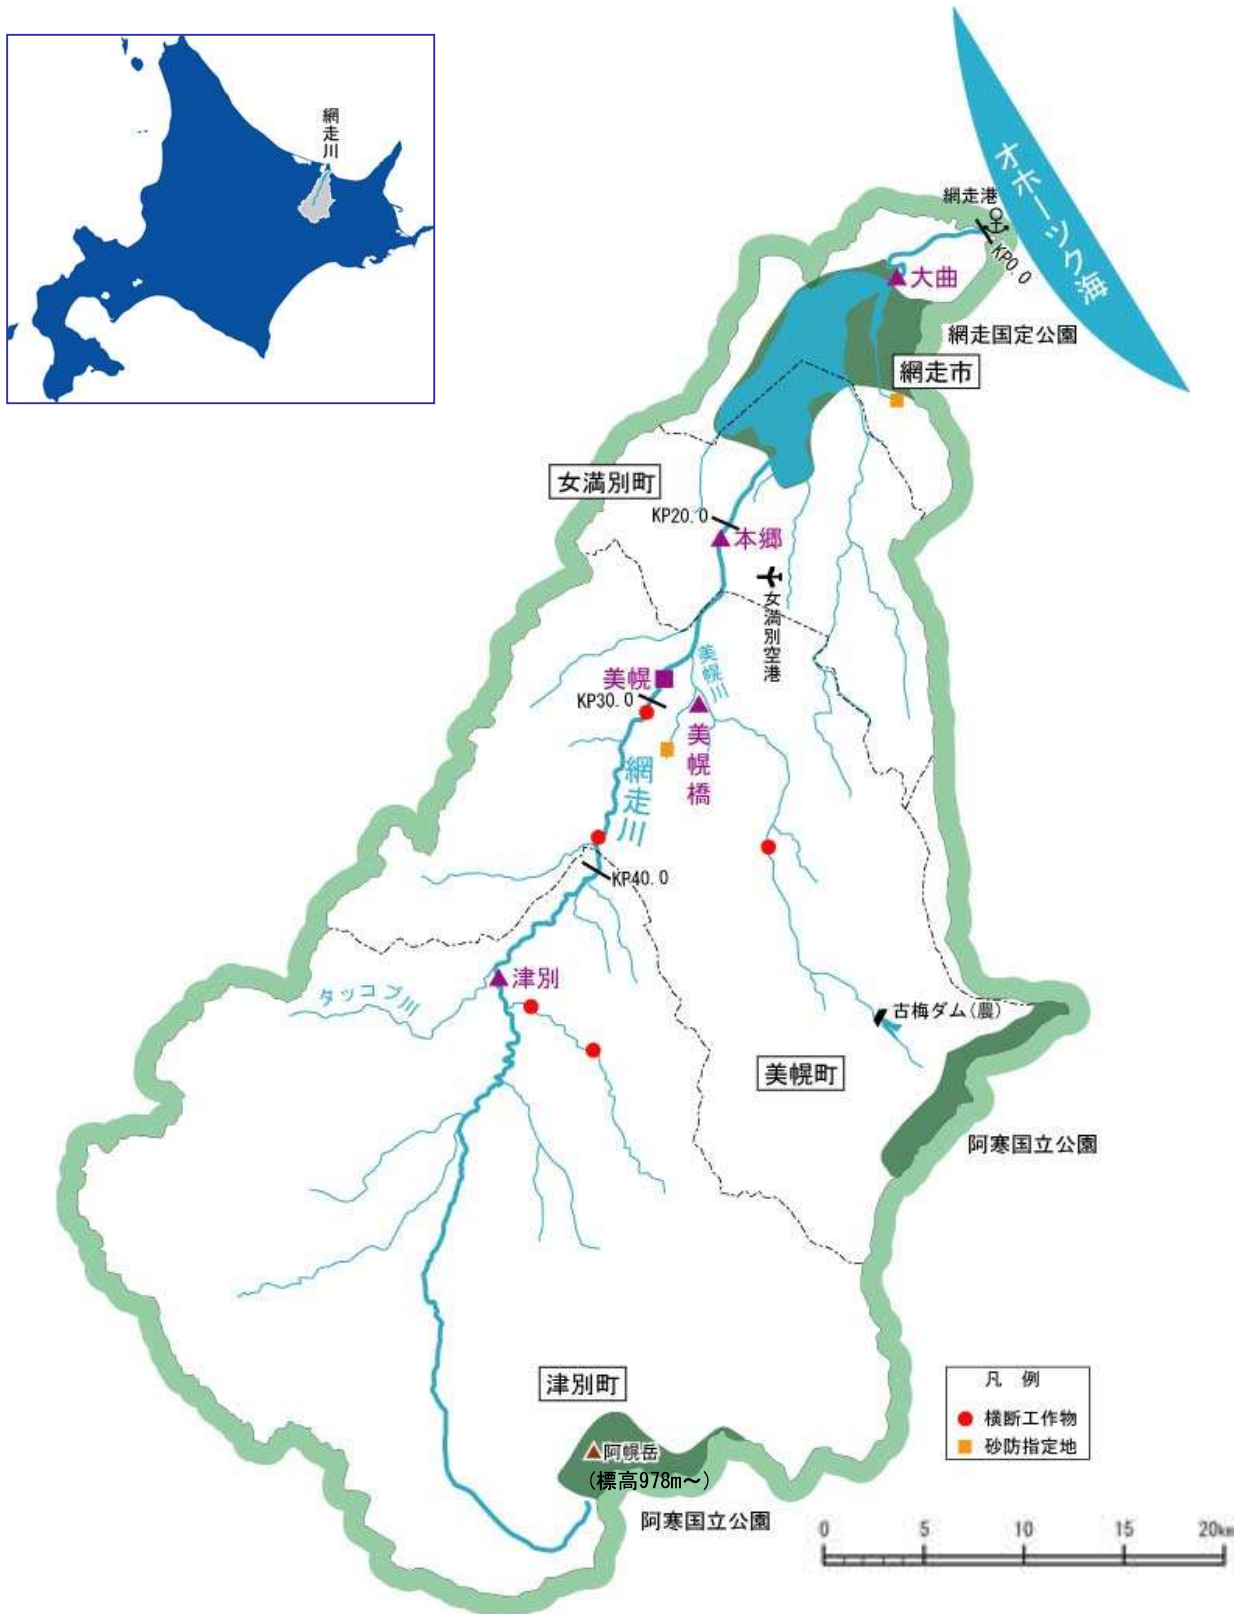 網走川
オホーツク海
網走港
KP0.0
大曲
網走国定公園
網走市
女満別町
KP20.0
本郷
女満別空港
美幌川
美幌
KP30.0
美幌橋
網走川
KP40.0
津別
タッコブ川
古梅ダム(農)
美幌町
阿寒国立公園
津別町
凡 例
横断工作物
砂防指定地
阿幌岳
(標高978m〜)
阿寒国立公園
0 5 10 15 20km